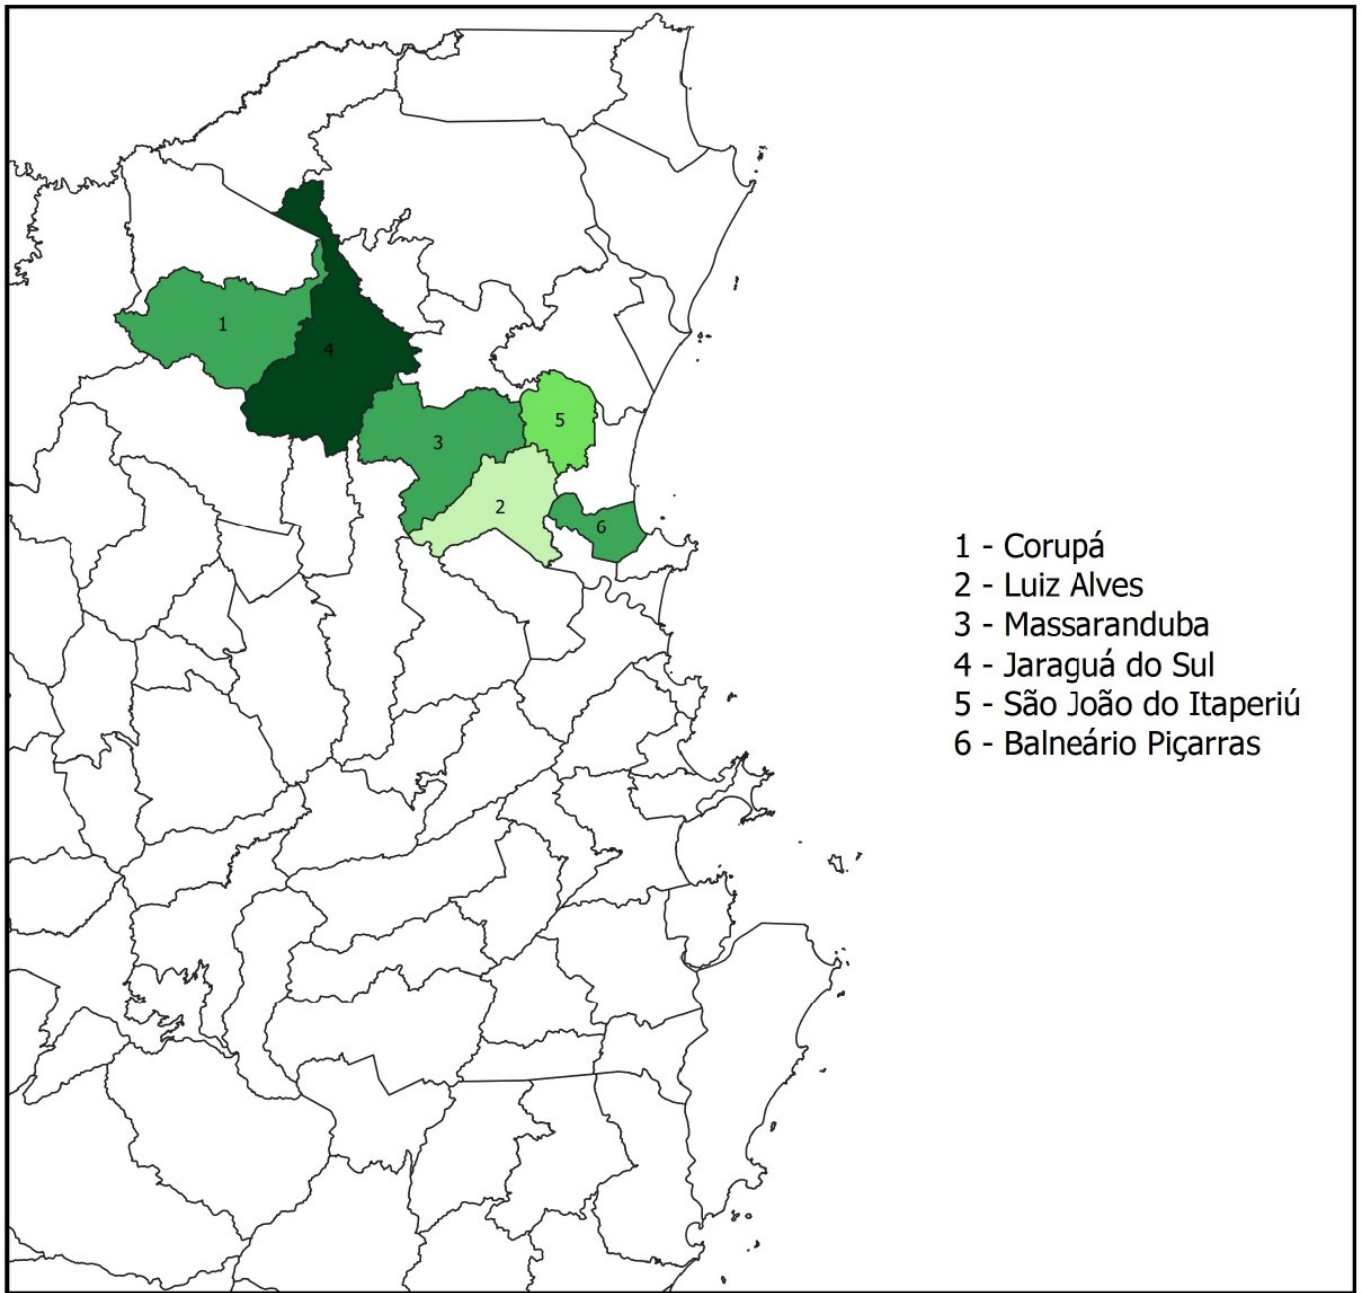 1
4
5
3
2
6
1 - Corupá
2 - Luiz Alves
3 - Massaranduba
4 - Jaraguá do Sul
5 - São João do Itaperiú
6 - Balneário Piçarras